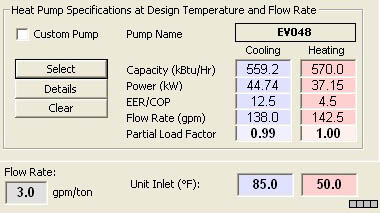 Heat Pump Specifications at Design Temperature and Flow Rate
Custom Pump Pump Name EV048
Cooling Heating
Select Capacity (kBtu/Hr) 559.2 570.0
Power (kW) 44.74 37.15
Details EER/COP 12.5 4.5
Clear Flow Rate (gpm) 138.0 142.5
Partial Load Factor 0.99 1.00
Flow Rate:
3.0 gpm/ton Unit Inlet (°F): 85.0 50.0